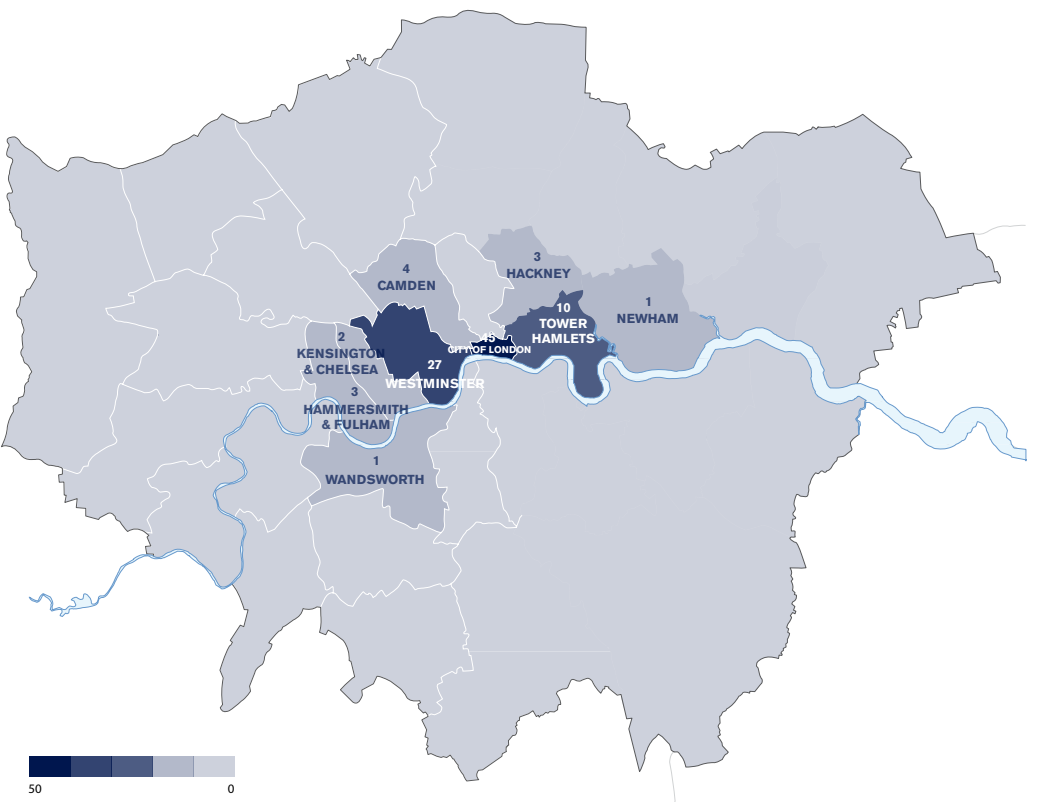 3
HACKNEY
4
CAMDEN
1
NEWHAM
10
TOWER
HAMLETS
2
KENSINGTON
& CHELSEA
45
CITY OF LONDON
27
WESTMINSTER
3
HAMMERSMITH
& FULHAM
1
WANDSWORTH
50
0